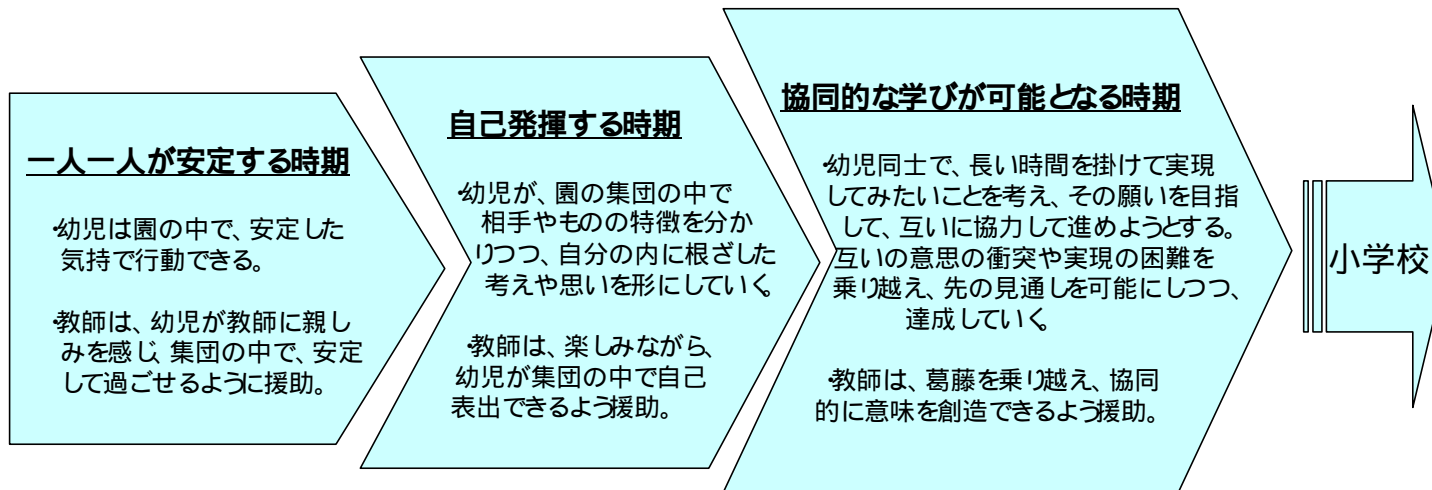 一人一人が安定する時期
・幼児は園の中で、安定した
気持で行動できる。
・教師は、幼児が教師に親し
みを感じ、集団の中で、安定
して過ごせるように援助。
自己発揮する時期
・幼児が、園の集団の中で
相手やものの特徴を分か
りつつ、自分の内に根ざした
考えや思いを形にしていく。
・教師は、楽しみながら、
幼児が集団の中で自己
表出できるよう援助。
協同的な学びが可能となる時期
・幼児同士で、長い時間を掛けて実現
してみたいことを考え、その願いを目指
して、互いに協力して進めようとする。
互いの意思の衝突や実現の困難を
乗り越え、先の見通しを可能にしつつ、
達成していく。
・教師は、葛藤を乗り越え、協同
的に意味を創造できるよう援助。
小学校